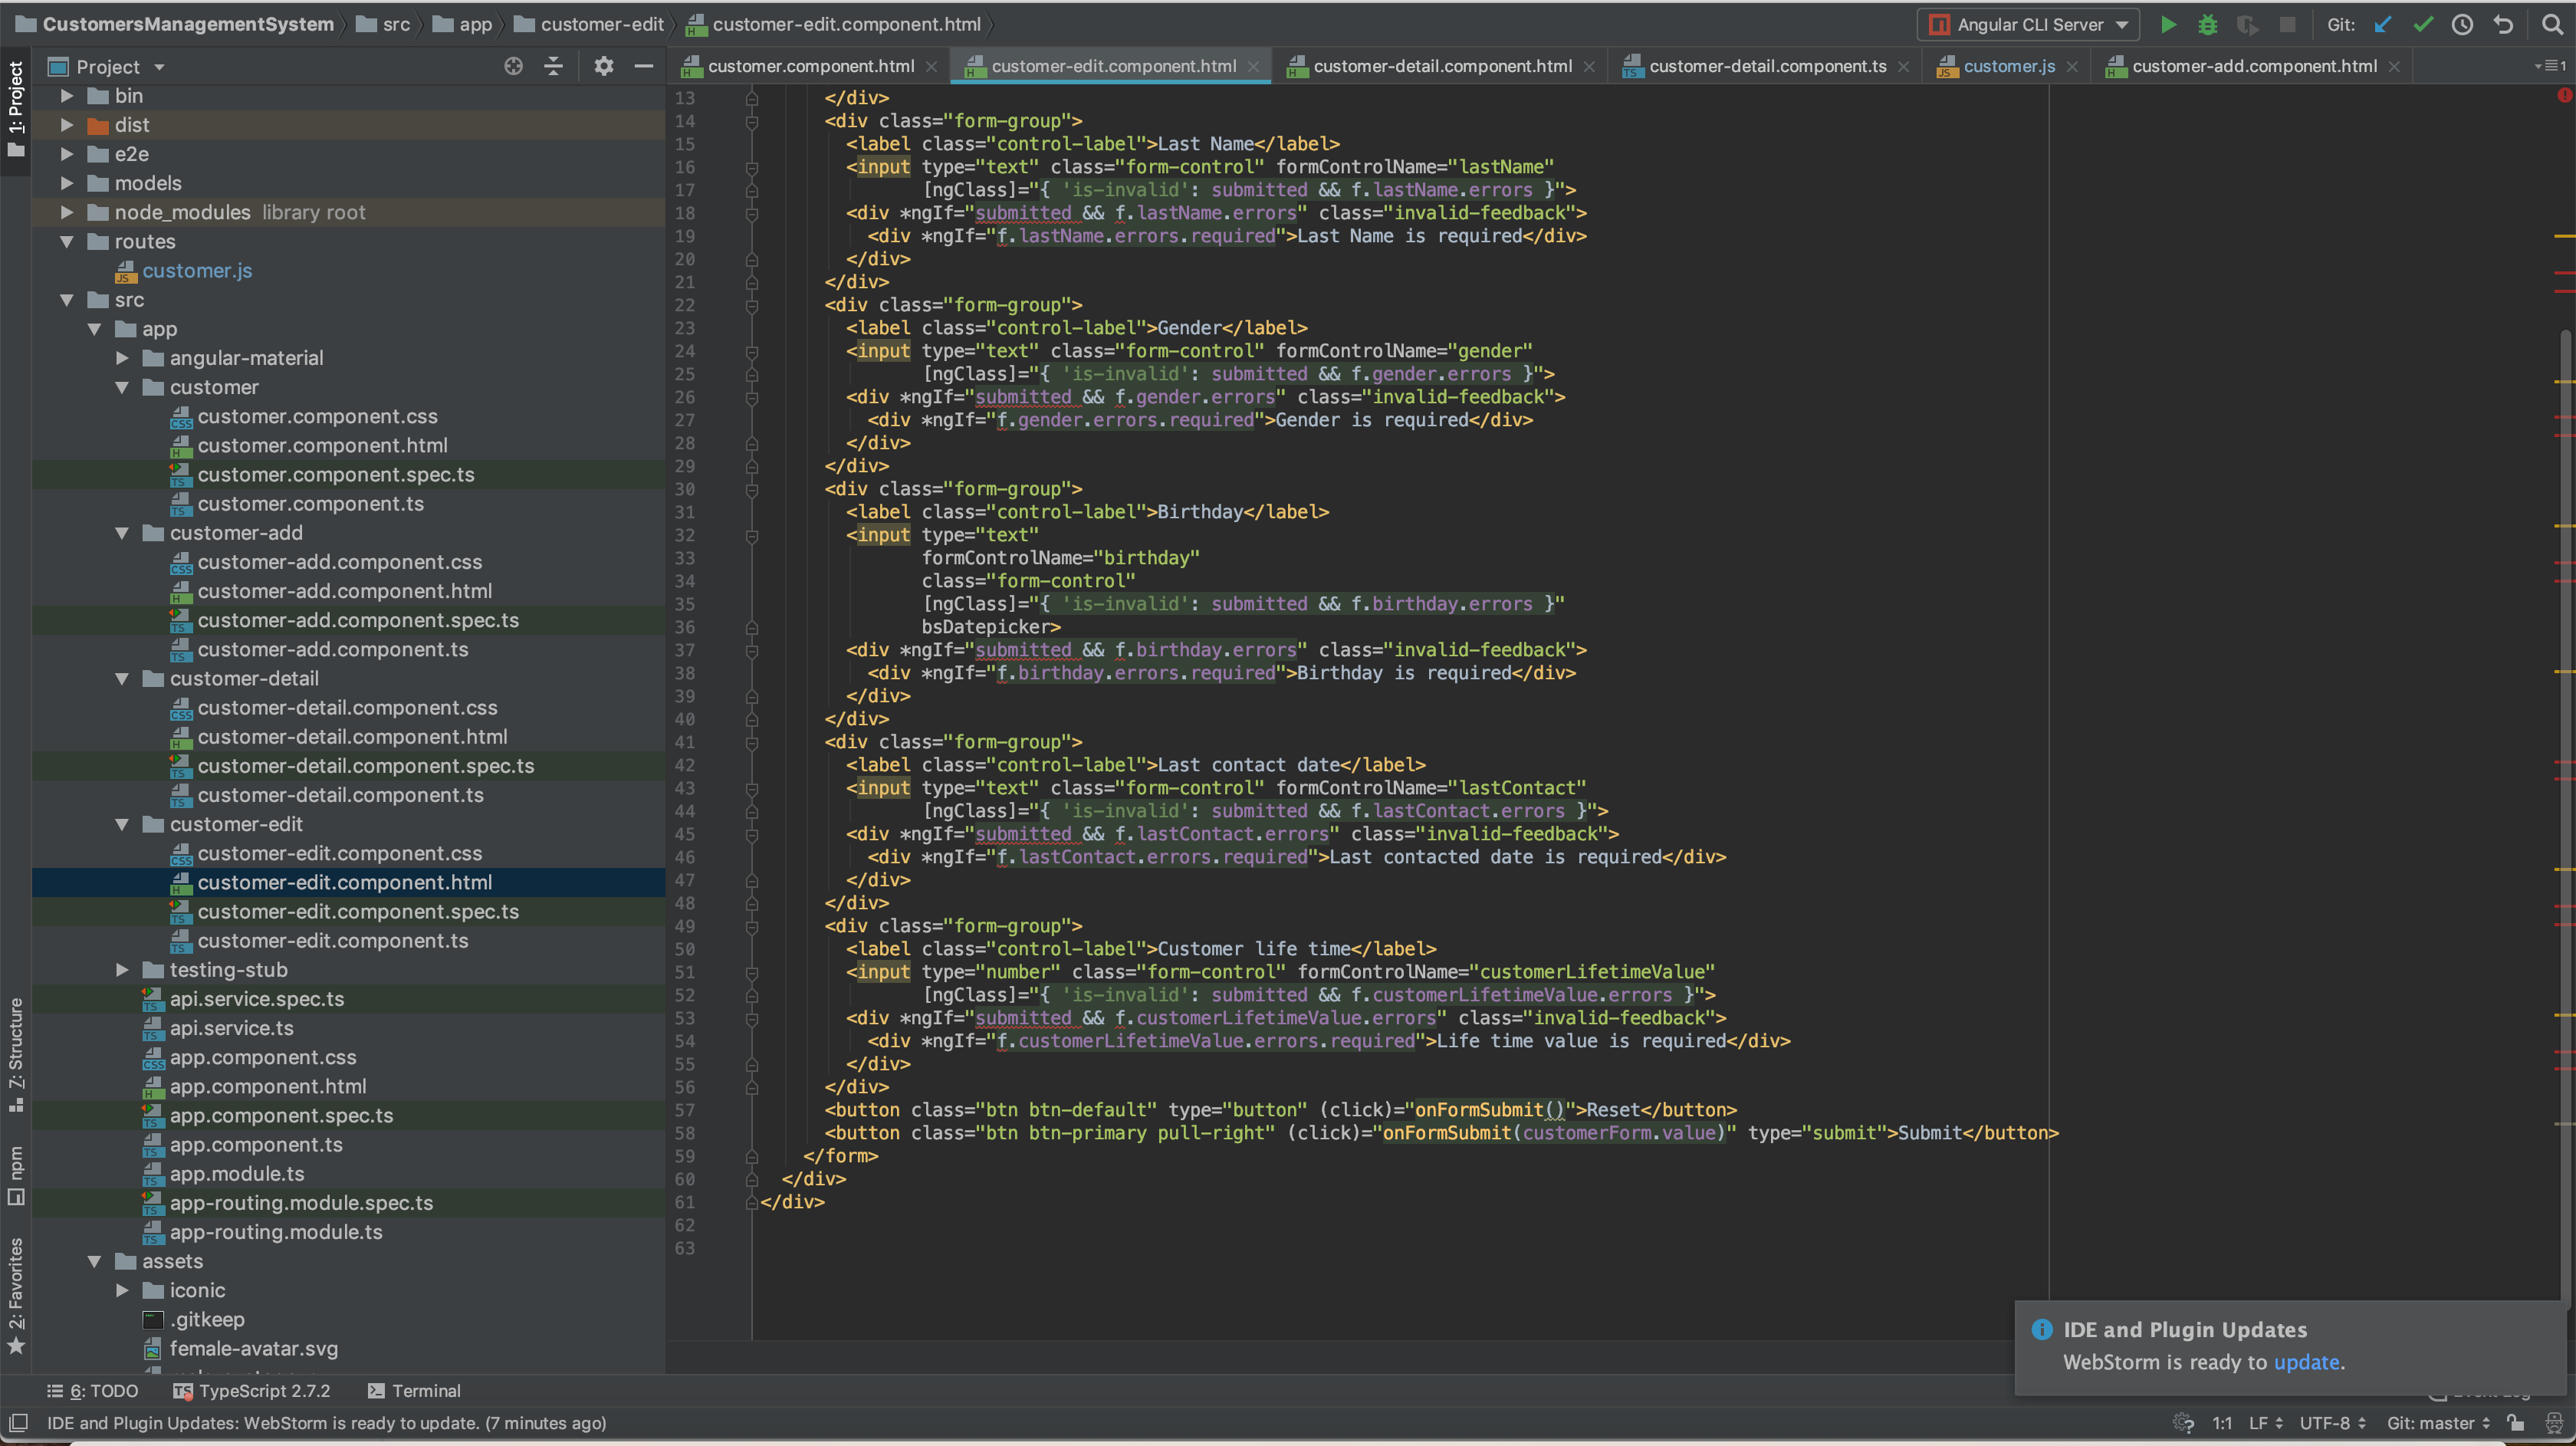 CustomersManagementSystem src app customer-edit customer-edit.component.html
Angular CLI Server Git:
Project
customer.component.html customer-edit.component.html customer-detail.component.html customer-detail.component.ts customer.js customer-add.component.html 1
1: Project
7: Structure
npm
2: Favorites
bin
dist
e2e
models
node_modules library root
routes
customer.js
src
app
angular-material
customer
customer.component.css
customer.component.html
customer.component.spec.ts
customer.component.ts
customer-add
customer-add.component.css
customer-add.component.html
customer-add.component.spec.ts
customer-add.component.ts
customer-detail
customer-detail.component.css
customer-detail.component.html
customer-detail.component.spec.ts
customer-detail.component.ts
customer-edit
customer-edit.component.css
customer-edit.component.html
customer-edit.component.spec.ts
customer-edit.component.ts
testing-stub
api.service.spec.ts
api.service.ts
app.component.css
app.component.html
app.component.spec.ts
app.component.ts
app.module.ts
app-routing.module.spec.ts
app-routing.module.ts
assets
iconic
.gitkeep
female-avatar.svg
13 </div>
14 <div class="form-group">
15 <label class="control-label">Last Name</label>
16 <input type="text" class="form-control" formControlName="lastName"
17 [ngClass]="{ 'is-invalid': submitted && f.lastName.errors }">
18 <div *ngIf="submitted && f.lastName.errors" class="invalid-feedback">
19 <div *ngIf="f.lastName.errors.required">Last Name is required</div>
20 </div>
21 </div>
22 <div class="form-group">
23 <label class="control-label">Gender</label>
24 <input type="text" class="form-control" formControlName="gender"
25 [ngClass]="{ 'is-invalid': submitted && f.gender.errors }">
26 <div *ngIf="submitted && f.gender.errors" class="invalid-feedback">
27 <div *ngIf="f.gender.errors.required">Gender is required</div>
28 </div>
29 </div>
30 <div class="form-group">
31 <label class="control-label">Birthday</label>
32 <input type="text"
33 formControlName="birthday"
34 class="form-control"
35 [ngClass]="{ 'is-invalid': submitted && f.birthday.errors }"
36 bsDatepicker>
37 <div *ngIf="submitted && f.birthday.errors" class="invalid-feedback">
38 <div *ngIf="f.birthday.errors.required">Birthday is required</div>
39 </div>
40 </div>
41 <div class="form-group">
42 <label class="control-label">Last contact date</label>
43 <input type="text" class="form-control" formControlName="lastContact"
44 [ngClass]="{ 'is-invalid': submitted && f.lastContact.errors }">
45 <div *ngIf="submitted && f.lastContact.errors" class="invalid-feedback">
46 <div *ngIf="f.lastContact.errors.required">Last contacted date is required</div>
47 </div>
48 </div>
49 <div class="form-group">
50 <label class="control-label">Customer life time</label>
51 <input type="number" class="form-control" formControlName="customerLifetimeValue"
52 [ngClass]="{ 'is-invalid': submitted && f.customerLifetimeValue.errors }">
53 <div *ngIf="submitted && f.customerLifetimeValue.errors" class="invalid-feedback">
54 <div *ngIf="f.customerLifetimeValue.errors.required">Life time value is required</div>
55 </div>
56 </div>
57 <button class="btn btn-default" type="button" (click)="onFormSubmit()">Reset</button>
58 <button class="btn btn-primary pull-right" (click)="onFormSubmit(customerForm.value)" type="submit">Submit</button>
59 </form>
60 </div>
61 </div>
62
63
IDE and Plugin Updates
WebStorm is ready to update.
6: TODO TypeScript 2.7.2 Terminal
IDE and Plugin Updates: WebStorm is ready to update. (7 minutes ago) 1:1 LF UTF-8 Git: master